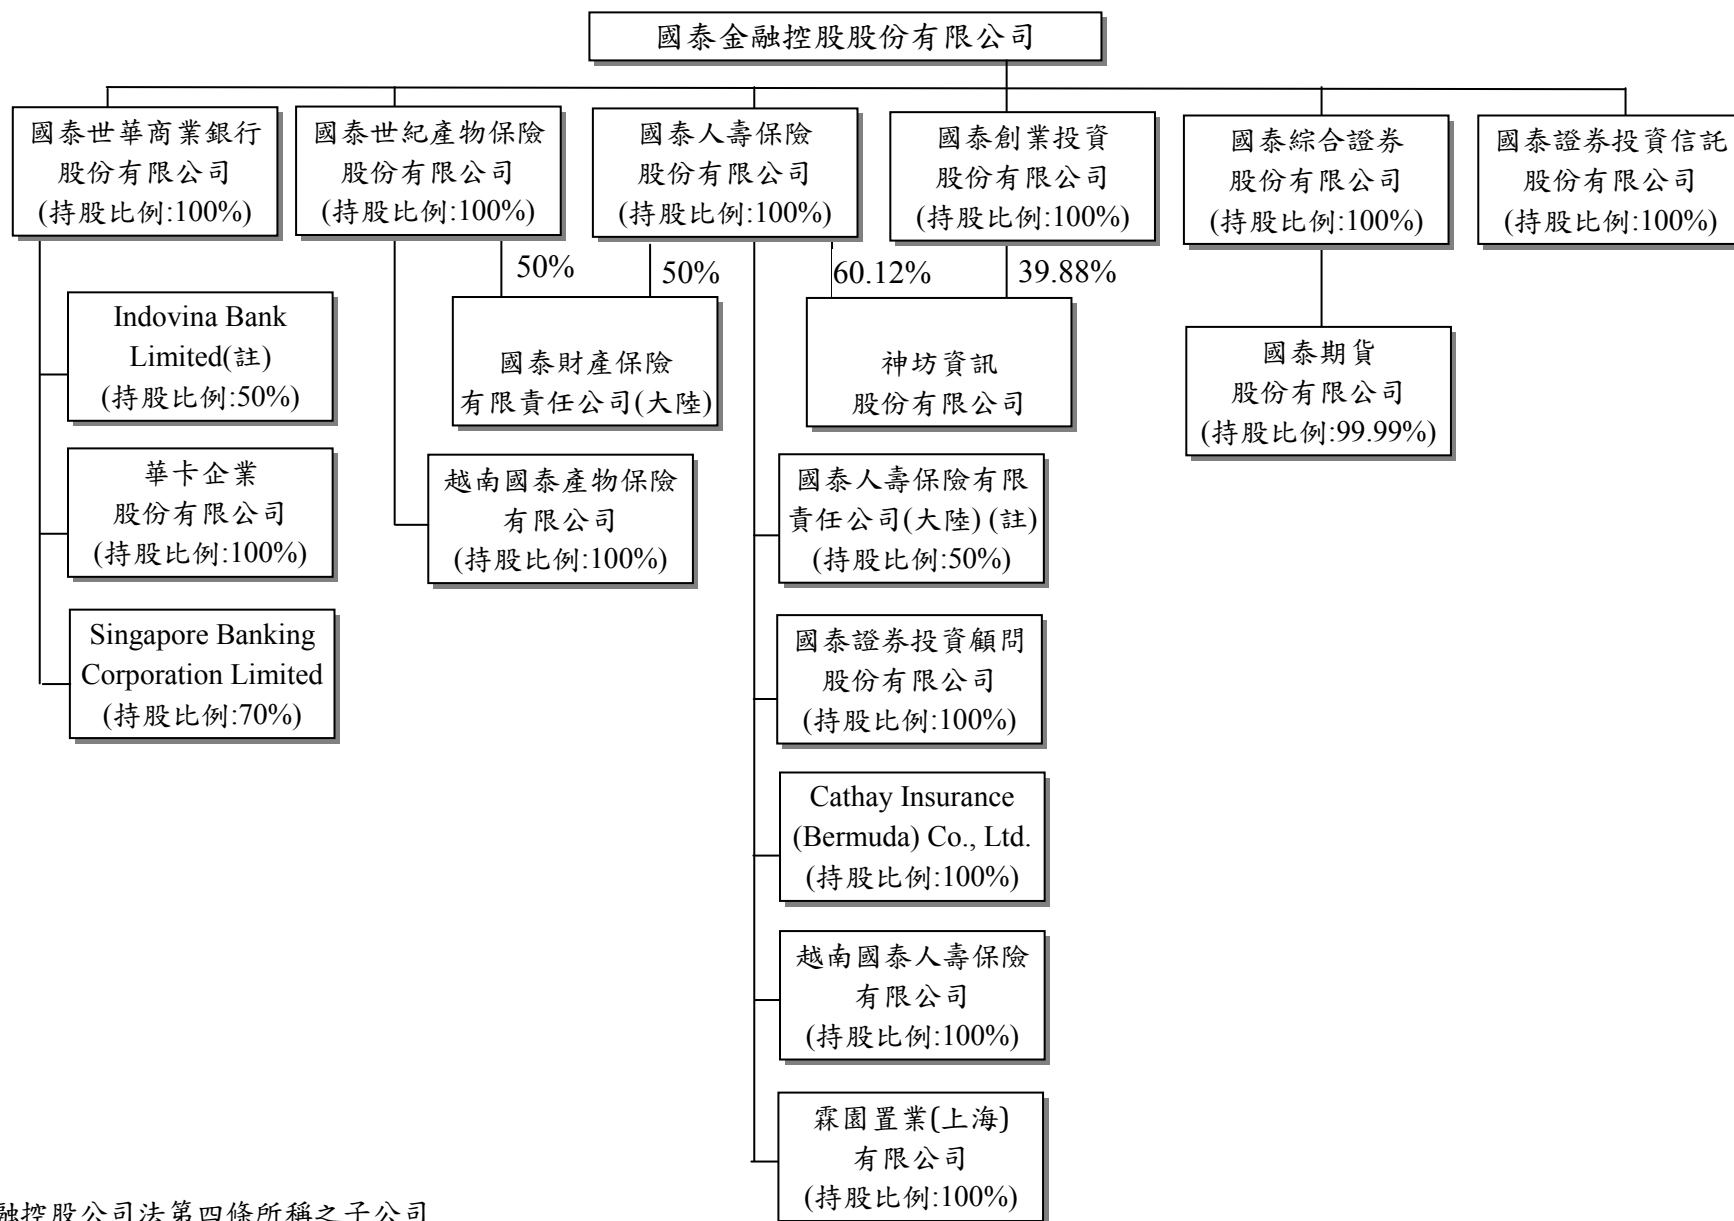 國泰金融控股股份有限公司
國泰世華商業銀行
股份有限公司
(持股比例:100%)
國泰世紀產物保險
股份有限公司
(持股比例:100%)
國泰人壽保險
股份有限公司
(持股比例:100%)
國泰創業投資
股份有限公司
(持股比例:100%)
國泰綜合證券
股份有限公司
(持股比例:100%)
國泰證券投資信託
股份有限公司
(持股比例:100%)
50%
50%
60.12%
39.88%
Indovina Bank
Limited(註)
(持股比例:50%)
國泰財產保險
有限責任公司(大陸)
神坊資訊
股份有限公司
國泰期貨
股份有限公司
(持股比例:99.99%)
華卡企業
股份有限公司
(持股比例:100%)
越南國泰產物保險
有限公司
(持股比例:100%)
國泰人壽保險有限
責任公司(大陸) (註)
(持股比例:50%)
Singapore Banking
Corporation Limited
(持股比例:70%)
國泰證券投資顧問
股份有限公司
(持股比例:100%)
Cathay Insurance
(Bermuda) Co., Ltd.
(持股比例:100%)
越南國泰人壽保險
有限公司
(持股比例:100%)
霖園置業(上海)
有限公司
(持股比例:100%)
融控股公司法第四條所稱之子公司